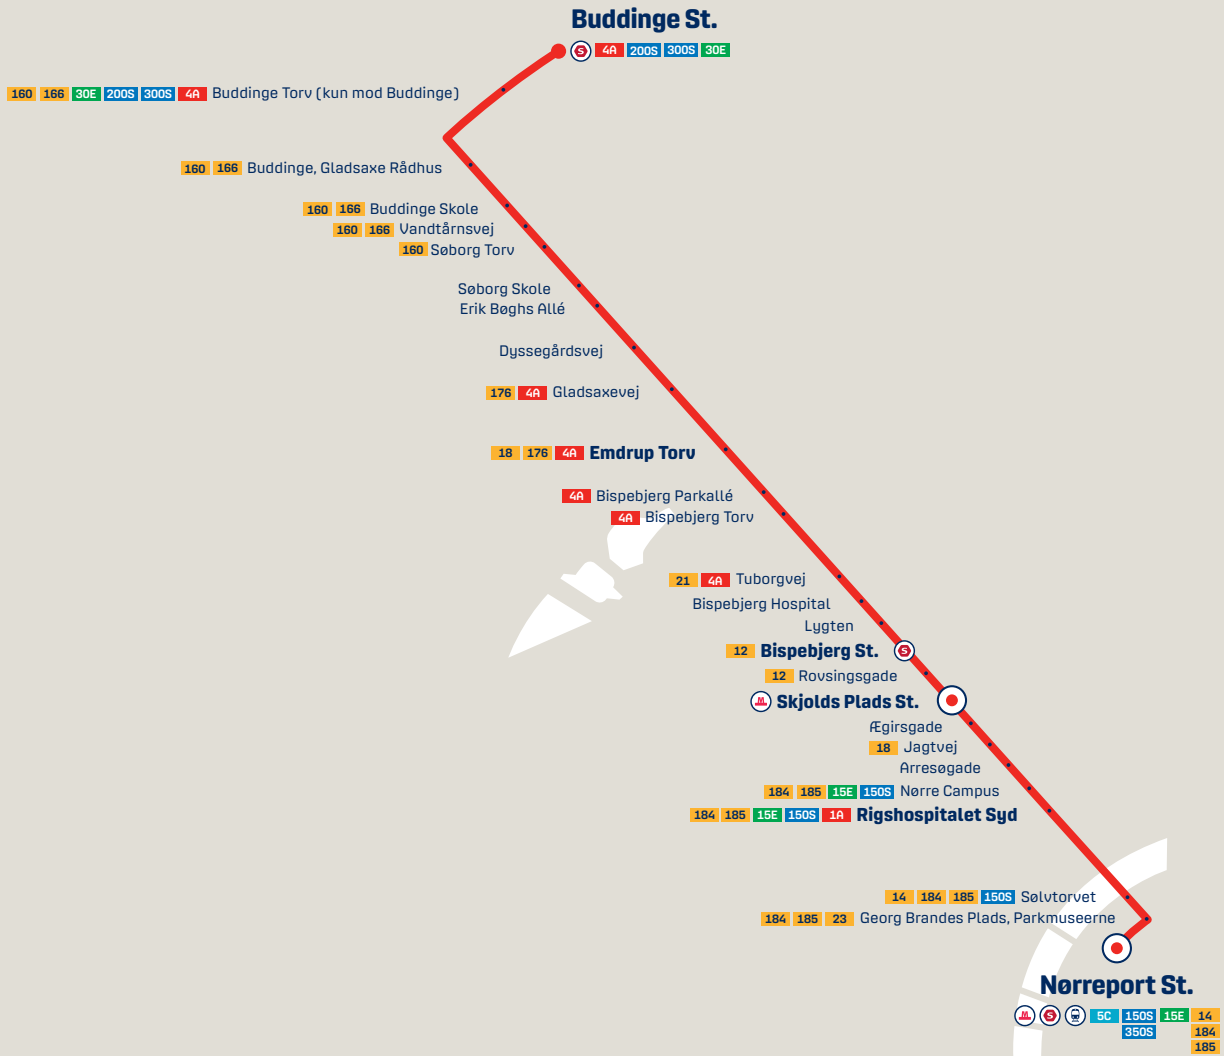 Buddinge St.
S 4A 200S 300S 30E
160 166 30E 200S 300S 4A Buddinge Torv (kun mod Buddinge)
160 166 Buddinge, Gladsaxe Rådhus
160 166 Buddinge Skole
160 166 Vandtårnsvej
160 Søborg Torv
Søborg Skole
Erik Bøghs Allé
Dyssegårdsvej
176 4A Gladsaxevej
18 176 4A Emdrup Torv
4A Bispebjerg Parkallé
4A Bispebjerg Torv
21 4A Tuborgvej
Bispebjerg Hospital
Lygten
12 Bispebjerg St. S
12 Rovsingsgade
M Skjolds Plads St.
Ægirsgade
18 Jagtvej
Arresøgade
184 185 15E 150S Nørre Campus
184 185 15E 150S 1A Rigshospitalet Syd
14 184 185 150S Sølvtorvet
184 185 23 Georg Brandes Plads, Parkmuseerne
Nørreport St.
M S 5C 150S 15E 14
350S 184
185